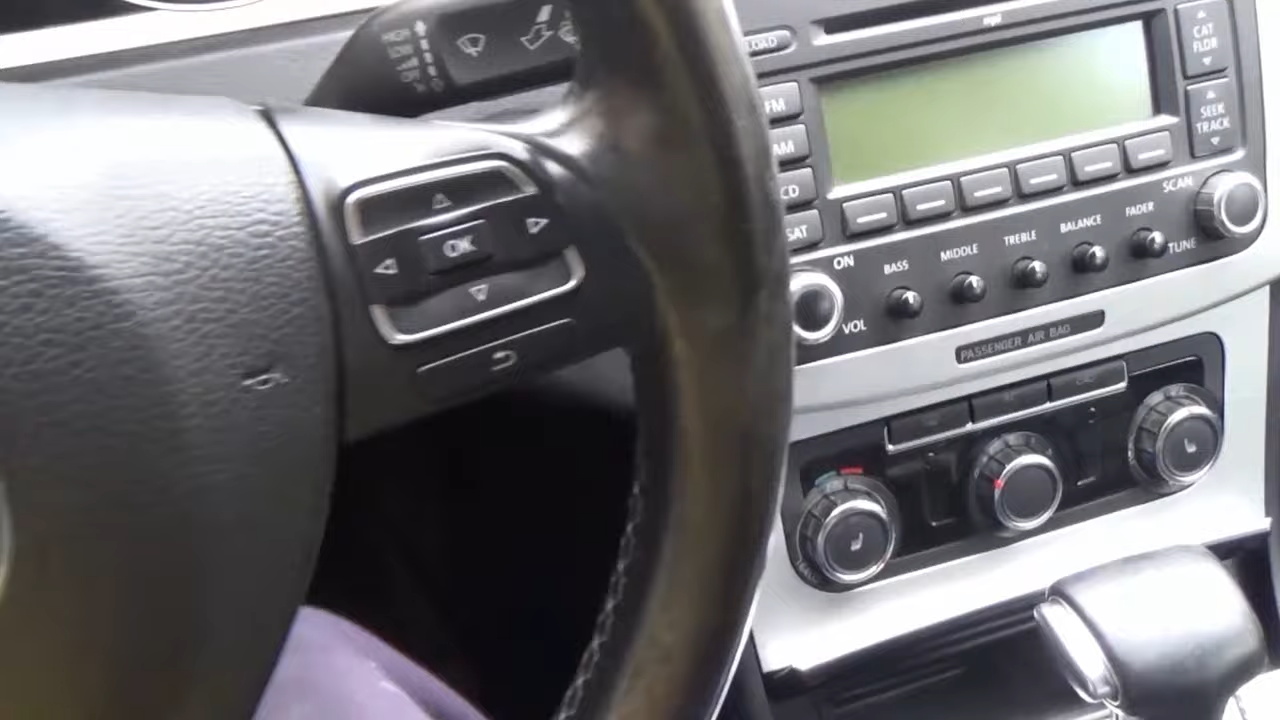 HIGH
LOW
mp3
LOAD
CAT
FLDR
FM
AM
CD
SAT
SEEK
TRACK
SCAN
TUNE
ON
VOL
BASS
MIDDLE
TREBLE
BALANCE
FADER
OK
PASSENGER AIR BAG